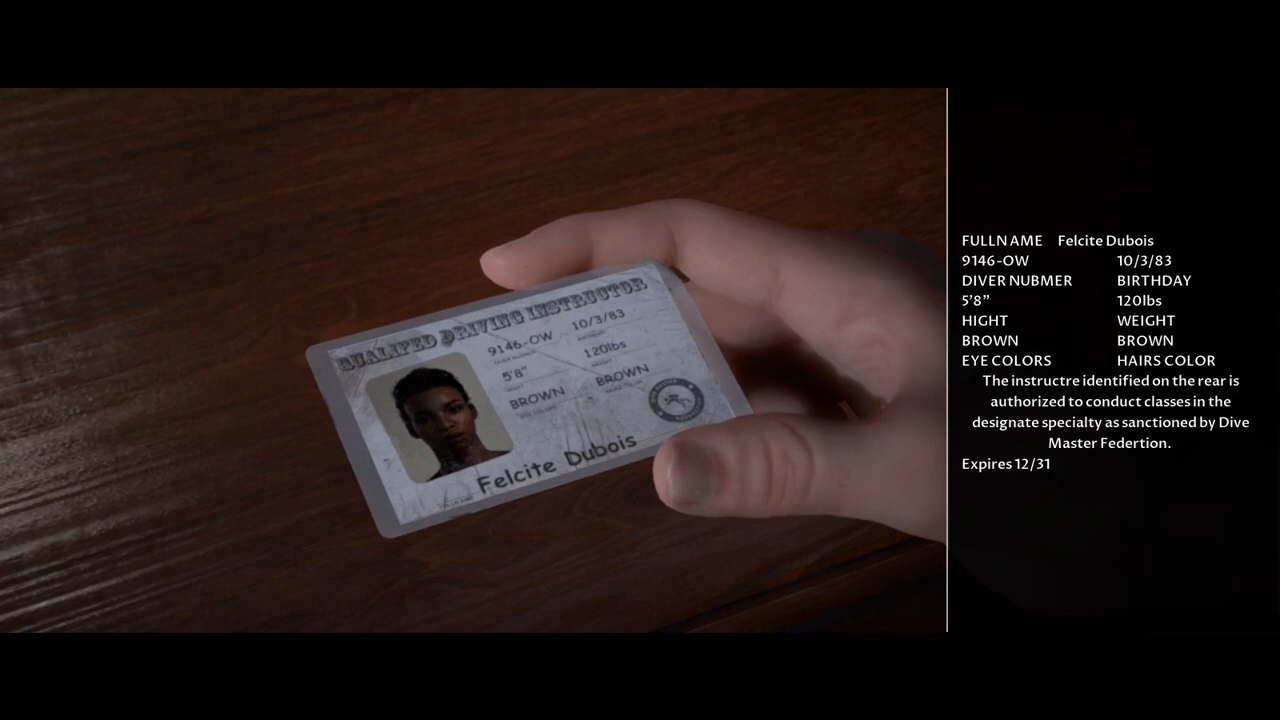 QUALIFED DRIVING INSTRUCTOR
9146-OW 10/3/83
5'8" 120lbs
BROWN BROWN
Felcite Dubois
FULLN AME Felcite Dubois
9146-OW 10/3/83
DIVER NUBMER BIRTHDAY
5'8” 120lbs
HIGHT WEIGHT
BROWN BROWN
EYE COLORS HAIRS COLOR
The instructre identified on the rear is
authorized to conduct classes in the
designate specialty as sanctioned by Dive
Master Federtion.
Expires 12/31